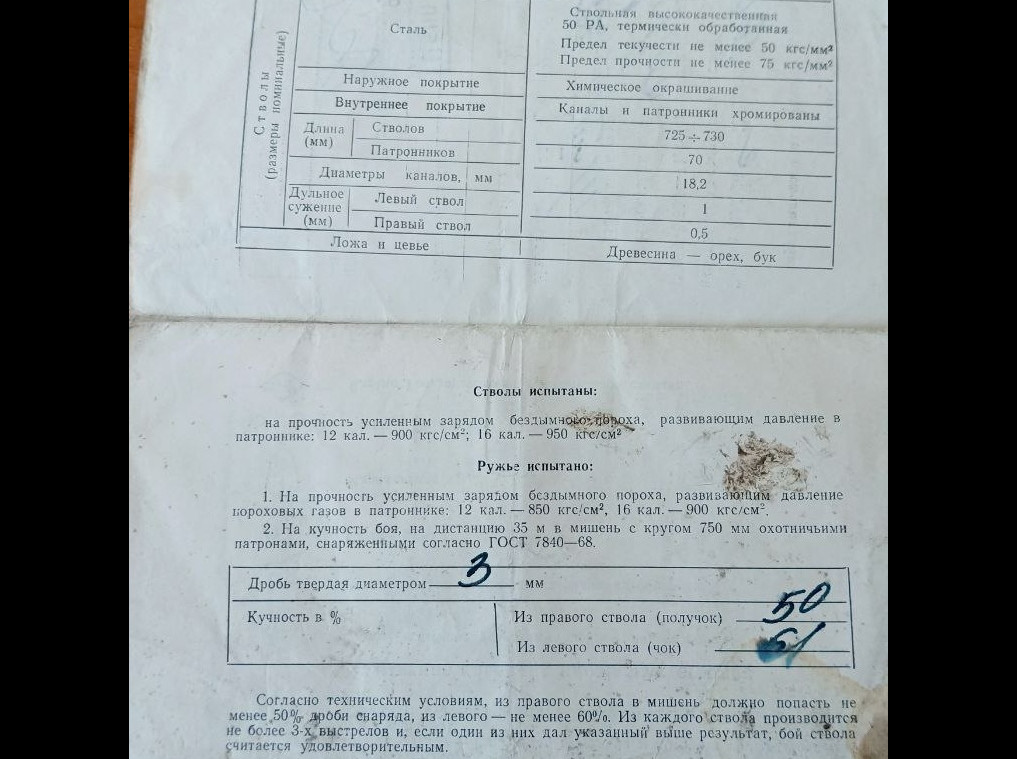 Стволы
(размеры номинальные)
Сталь
Ствольная высококачественная
50 РА, термически обработанная
Предел текучести не менее 50 кгс/мм²
Предел прочности не менее 75 кгс/мм²
Наружное покрытие
Химическое окрашивание
Внутреннее покрытие
Каналы и патронники хромированы
Длина
(мм)
Стволов
725÷730
Патронников
70
Диаметры каналов, мм
18,2
Дульное
сужение
(мм)
Левый ствол
1
Правый ствол
0,5
Ложа и цевье
Древесина — орех, бук
Стволы испытаны:
на прочность усиленным зарядом бездымного пороха, развивающим давление в
патроннике: 12 кал. — 900 кгс/см²; 16 кал. — 950 кгс/см²
Ружье испытано:
1. На прочность усиленным зарядом бездымного пороха, развивающим давление
пороховых газов в патроннике: 12 кал. — 850 кгс/см², 16 кал. — 900 кгс/см².
2. На кучность боя, на дистанцию 35 м в мишень с кругом 750 мм охотничьими
патронами, снаряженными согласно ГОСТ 7840—68.
Дробь твердая диаметром 3 мм
Кучность в %
Из правого ствола (получок) 50
Из левого ствола (чок) 61
Согласно техническим условиям, из правого ствола в мишень должно попасть не
менее 50% дроби снаряда, из левого — не менее 60%. Из каждого ствола производится
не более 3-х выстрелов и, если один из них дал указанный выше результат, бой ствола
считается удовлетворительным.